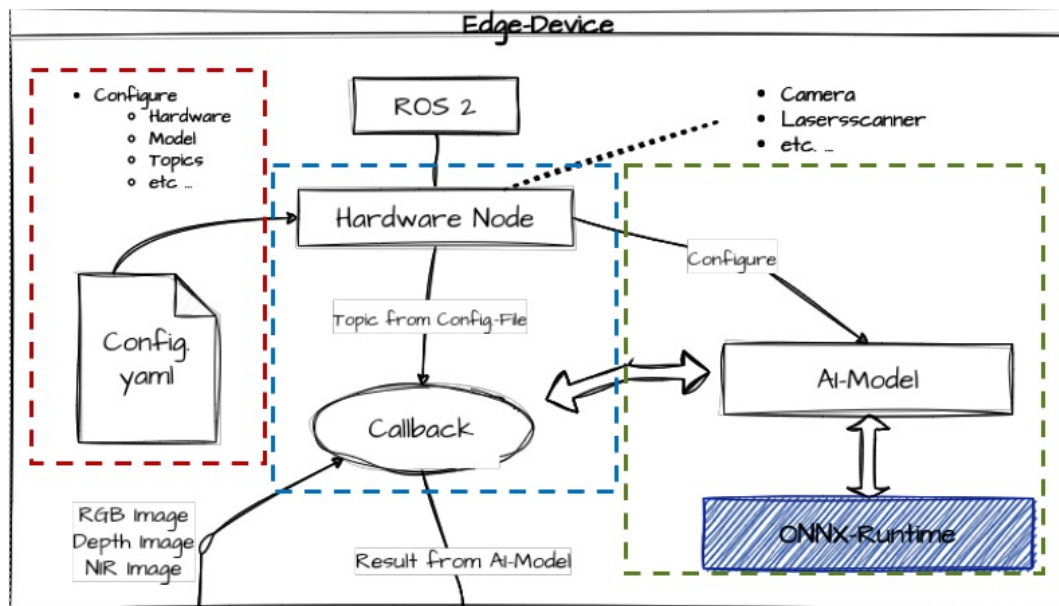 Edge-Device
• Configure
◦ Hardware
◦ Model
◦ Topics
◦ etc ...
ROS 2
• Camera
• Lasersscanner
• etc. ...
Hardware Node
Configure
Topic from Config-File
Config.
yaml
AI-Model
Callback
RGB Image
Depth Image
NIR Image
Result from AI-Model
ONNX-Runtime